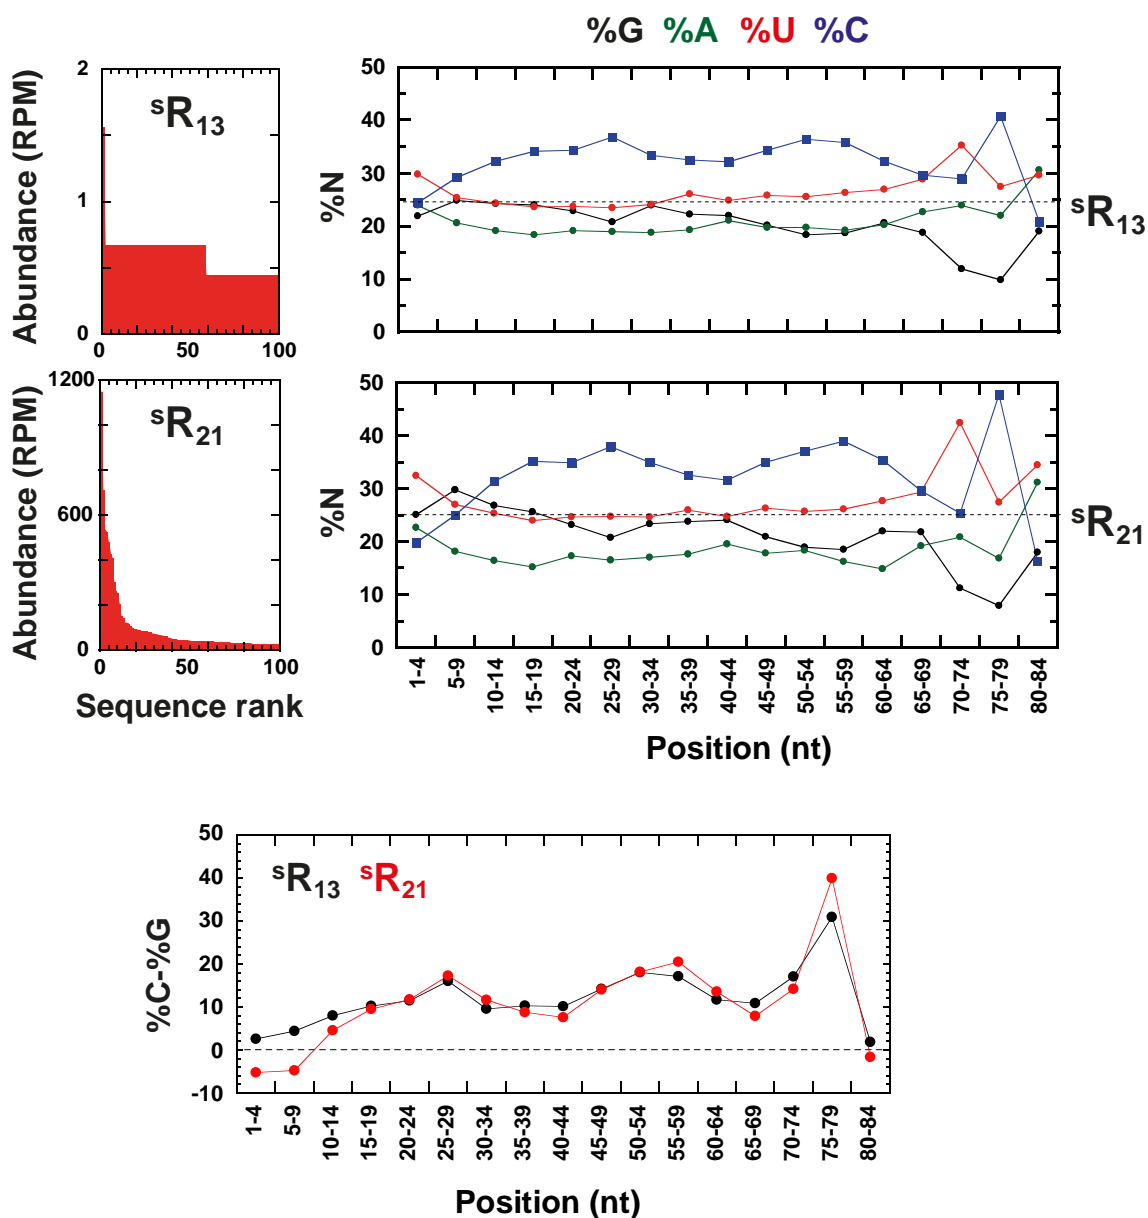 %G %A %U %C
Abundance (RPM)
2
1
0
sR13
0 50 100
%N
50
40
30
20
10
0
sR13
Abundance (RPM)
1200
600
0
sR21
0 50 100
Sequence rank
%N
50
40
30
20
10
0
sR21
1-4 5-9 10-14 15-19 20-24 25-29 30-34 35-39 40-44 45-49 50-54 55-59 60-64 65-69 70-74 75-79 80-84
Position (nt)
%C-%G
50
40
30
20
10
0
-10
sR13 sR21
1-4 5-9 10-14 15-19 20-24 25-29 30-34 35-39 40-44 45-49 50-54 55-59 60-64 65-69 70-74 75-79 80-84
Position (nt)